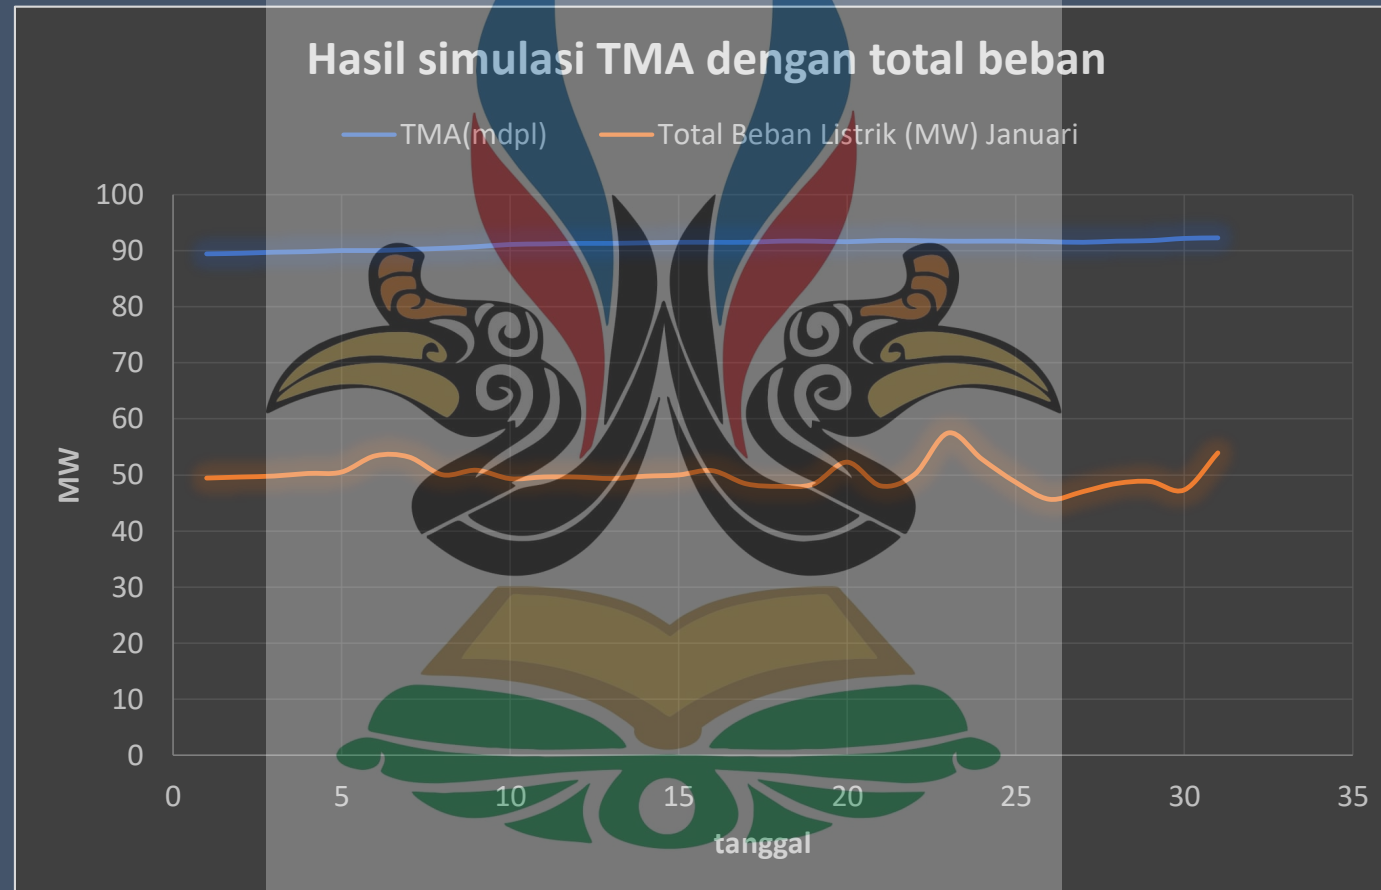 Hasil simulasi TMA dengan total beban
TMA(mdpl) Total Beban Listrik (MW) Januari
100
90
80
70
60
50
40
30
20
10
0
MW
0 5 10 15 20 25 30 35
tanggal